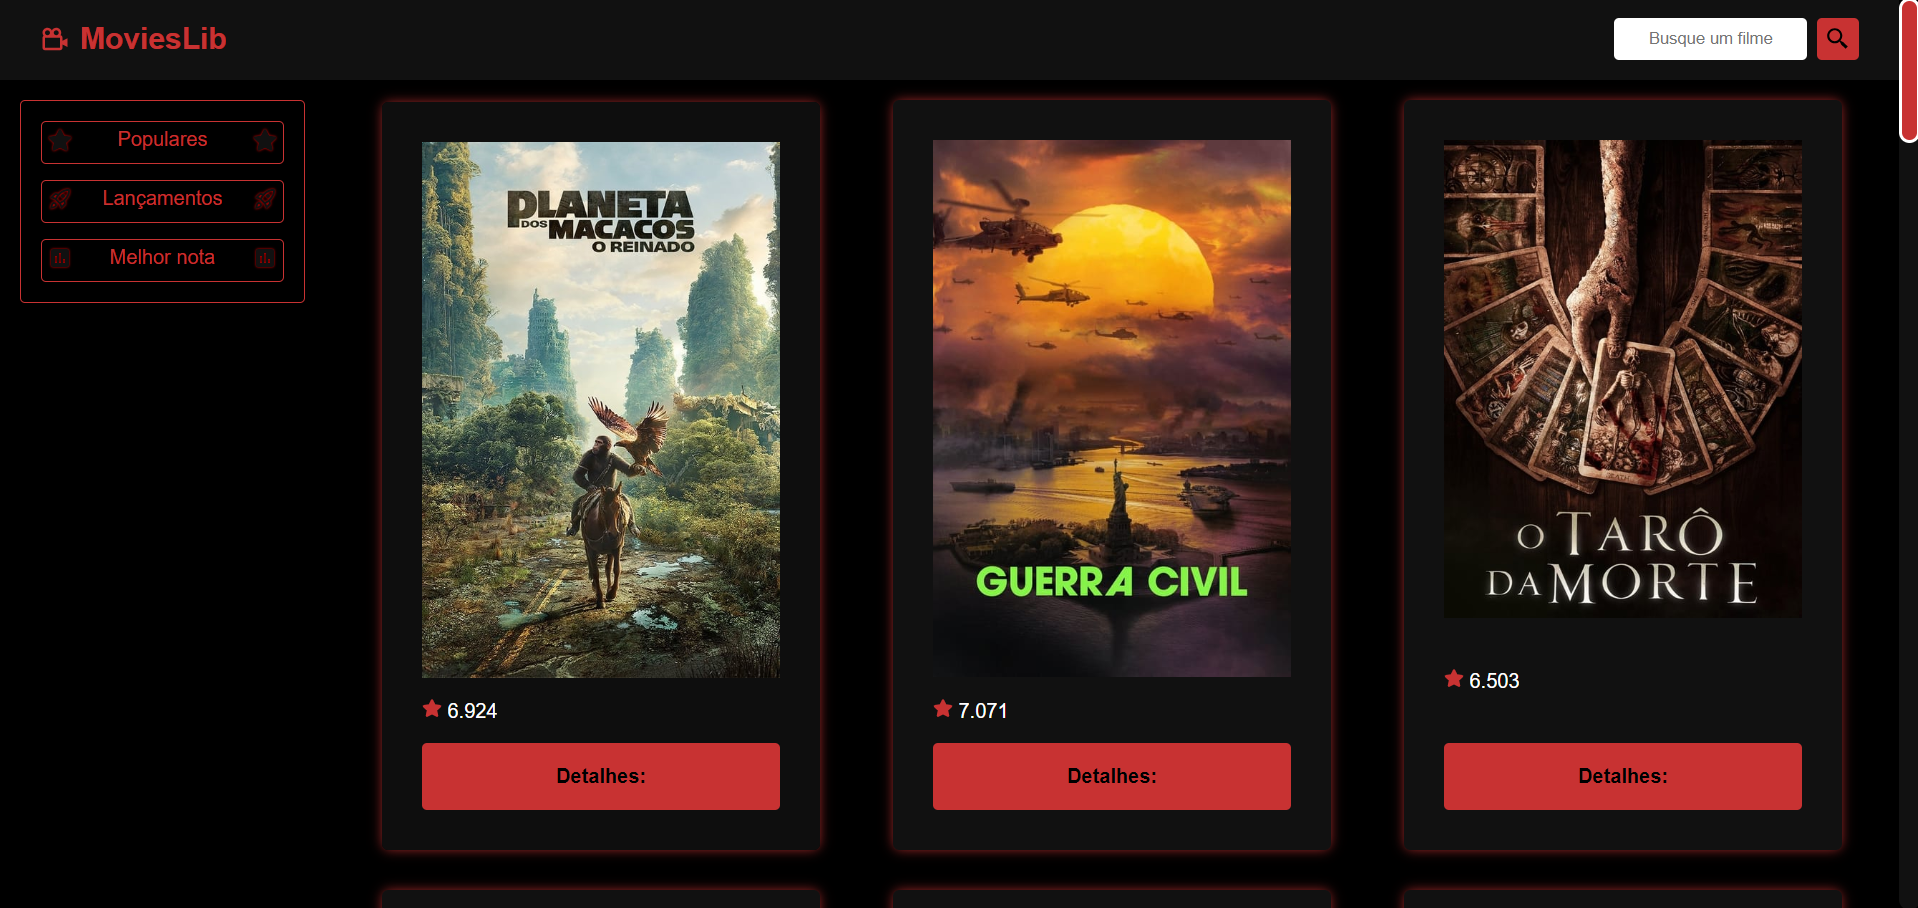 MoviesLib
Busque um filme
Populares
Lançamentos
Melhor nota
PLANETA
DOS MACACOS
O REINADO
6.924
Detalhes:
GUERRA CIVIL
7.071
Detalhes:
O TARÔ
DA MORTE
6.503
Detalhes: